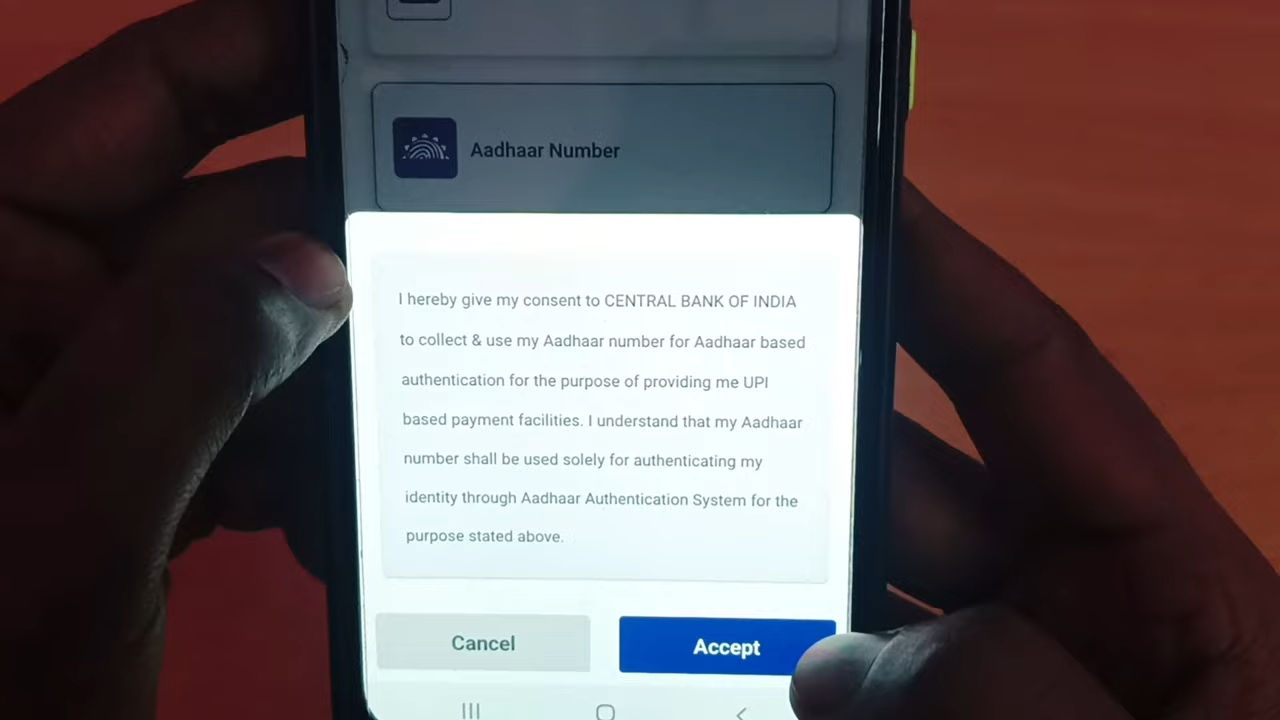 Aadhaar Number
I hereby give my consent to CENTRAL BANK OF INDIA
to collect & use my Aadhaar number for Aadhaar based
authentication for the purpose of providing me UPI
based payment facilities. I understand that my Aadhaar
number shall be used solely for authenticating my
identity through Aadhaar Authentication System for the
purpose stated above.
Cancel
Accept